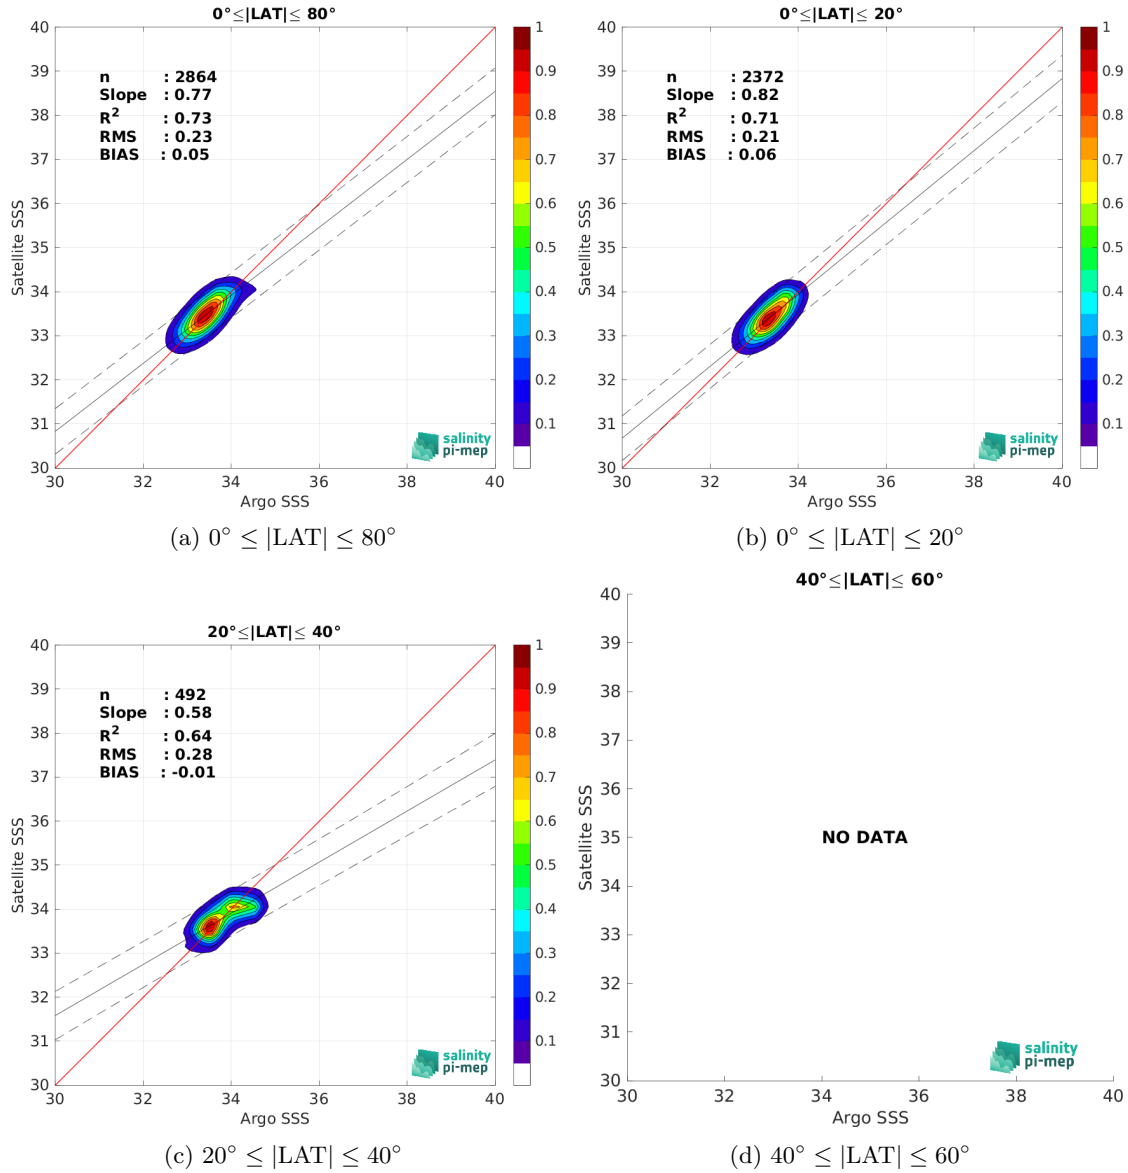 0°≤|LAT|≤ 80°
n : 2864
Slope : 0.77
R² : 0.73
RMS : 0.23
BIAS : 0.05
40
39
38
37
36
35
34
33
32
31
30
30 32 34 36 38 40
Satellite SSS
Argo SSS
1
0.9
0.8
0.7
0.6
0.5
0.4
0.3
0.2
0.1
salinity
pi-mep
(a) 0° ≤ |LAT| ≤ 80°
0°≤|LAT|≤ 20°
n : 2372
Slope : 0.82
R² : 0.71
RMS : 0.21
BIAS : 0.06
40
39
38
37
36
35
34
33
32
31
30
30 32 34 36 38 40
Satellite SSS
Argo SSS
1
0.9
0.8
0.7
0.6
0.5
0.4
0.3
0.2
0.1
salinity
pi-mep
(b) 0° ≤ |LAT| ≤ 20°
20°≤|LAT|≤ 40°
n : 492
Slope : 0.58
R² : 0.64
RMS : 0.28
BIAS : -0.01
40
39
38
37
36
35
34
33
32
31
30
30 32 34 36 38 40
Satellite SSS
Argo SSS
1
0.9
0.8
0.7
0.6
0.5
0.4
0.3
0.2
0.1
salinity
pi-mep
(c) 20° ≤ |LAT| ≤ 40°
40°≤|LAT|≤ 60°
40
39
38
37
36
35
34
33
32
31
30
30 32 34 36 38 40
Satellite SSS
Argo SSS
NO DATA
salinity
pi-mep
(d) 40° ≤ |LAT| ≤ 60°